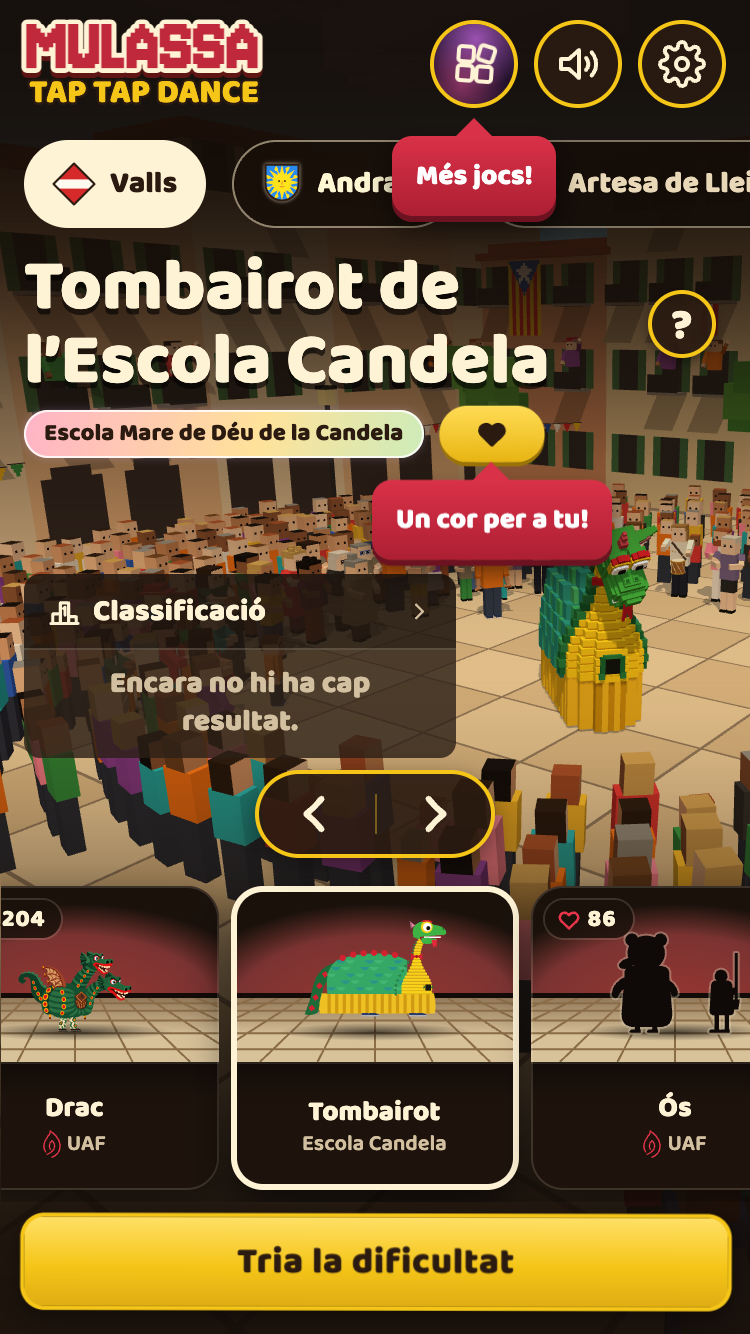 MULASSA
TAP TAP DANCE
Valls
Andra
Artesa de Llei
Més jocs!
Tombairot de
l'Escola Candela
?
Escola Mare de Déu de la Candela
Un cor per a tu!
Classificació
Encara no hi ha cap
resultat.
204
86
Drac
UAF
Tombairot
Escola Candela
Ós
UAF
Tria la dificultat